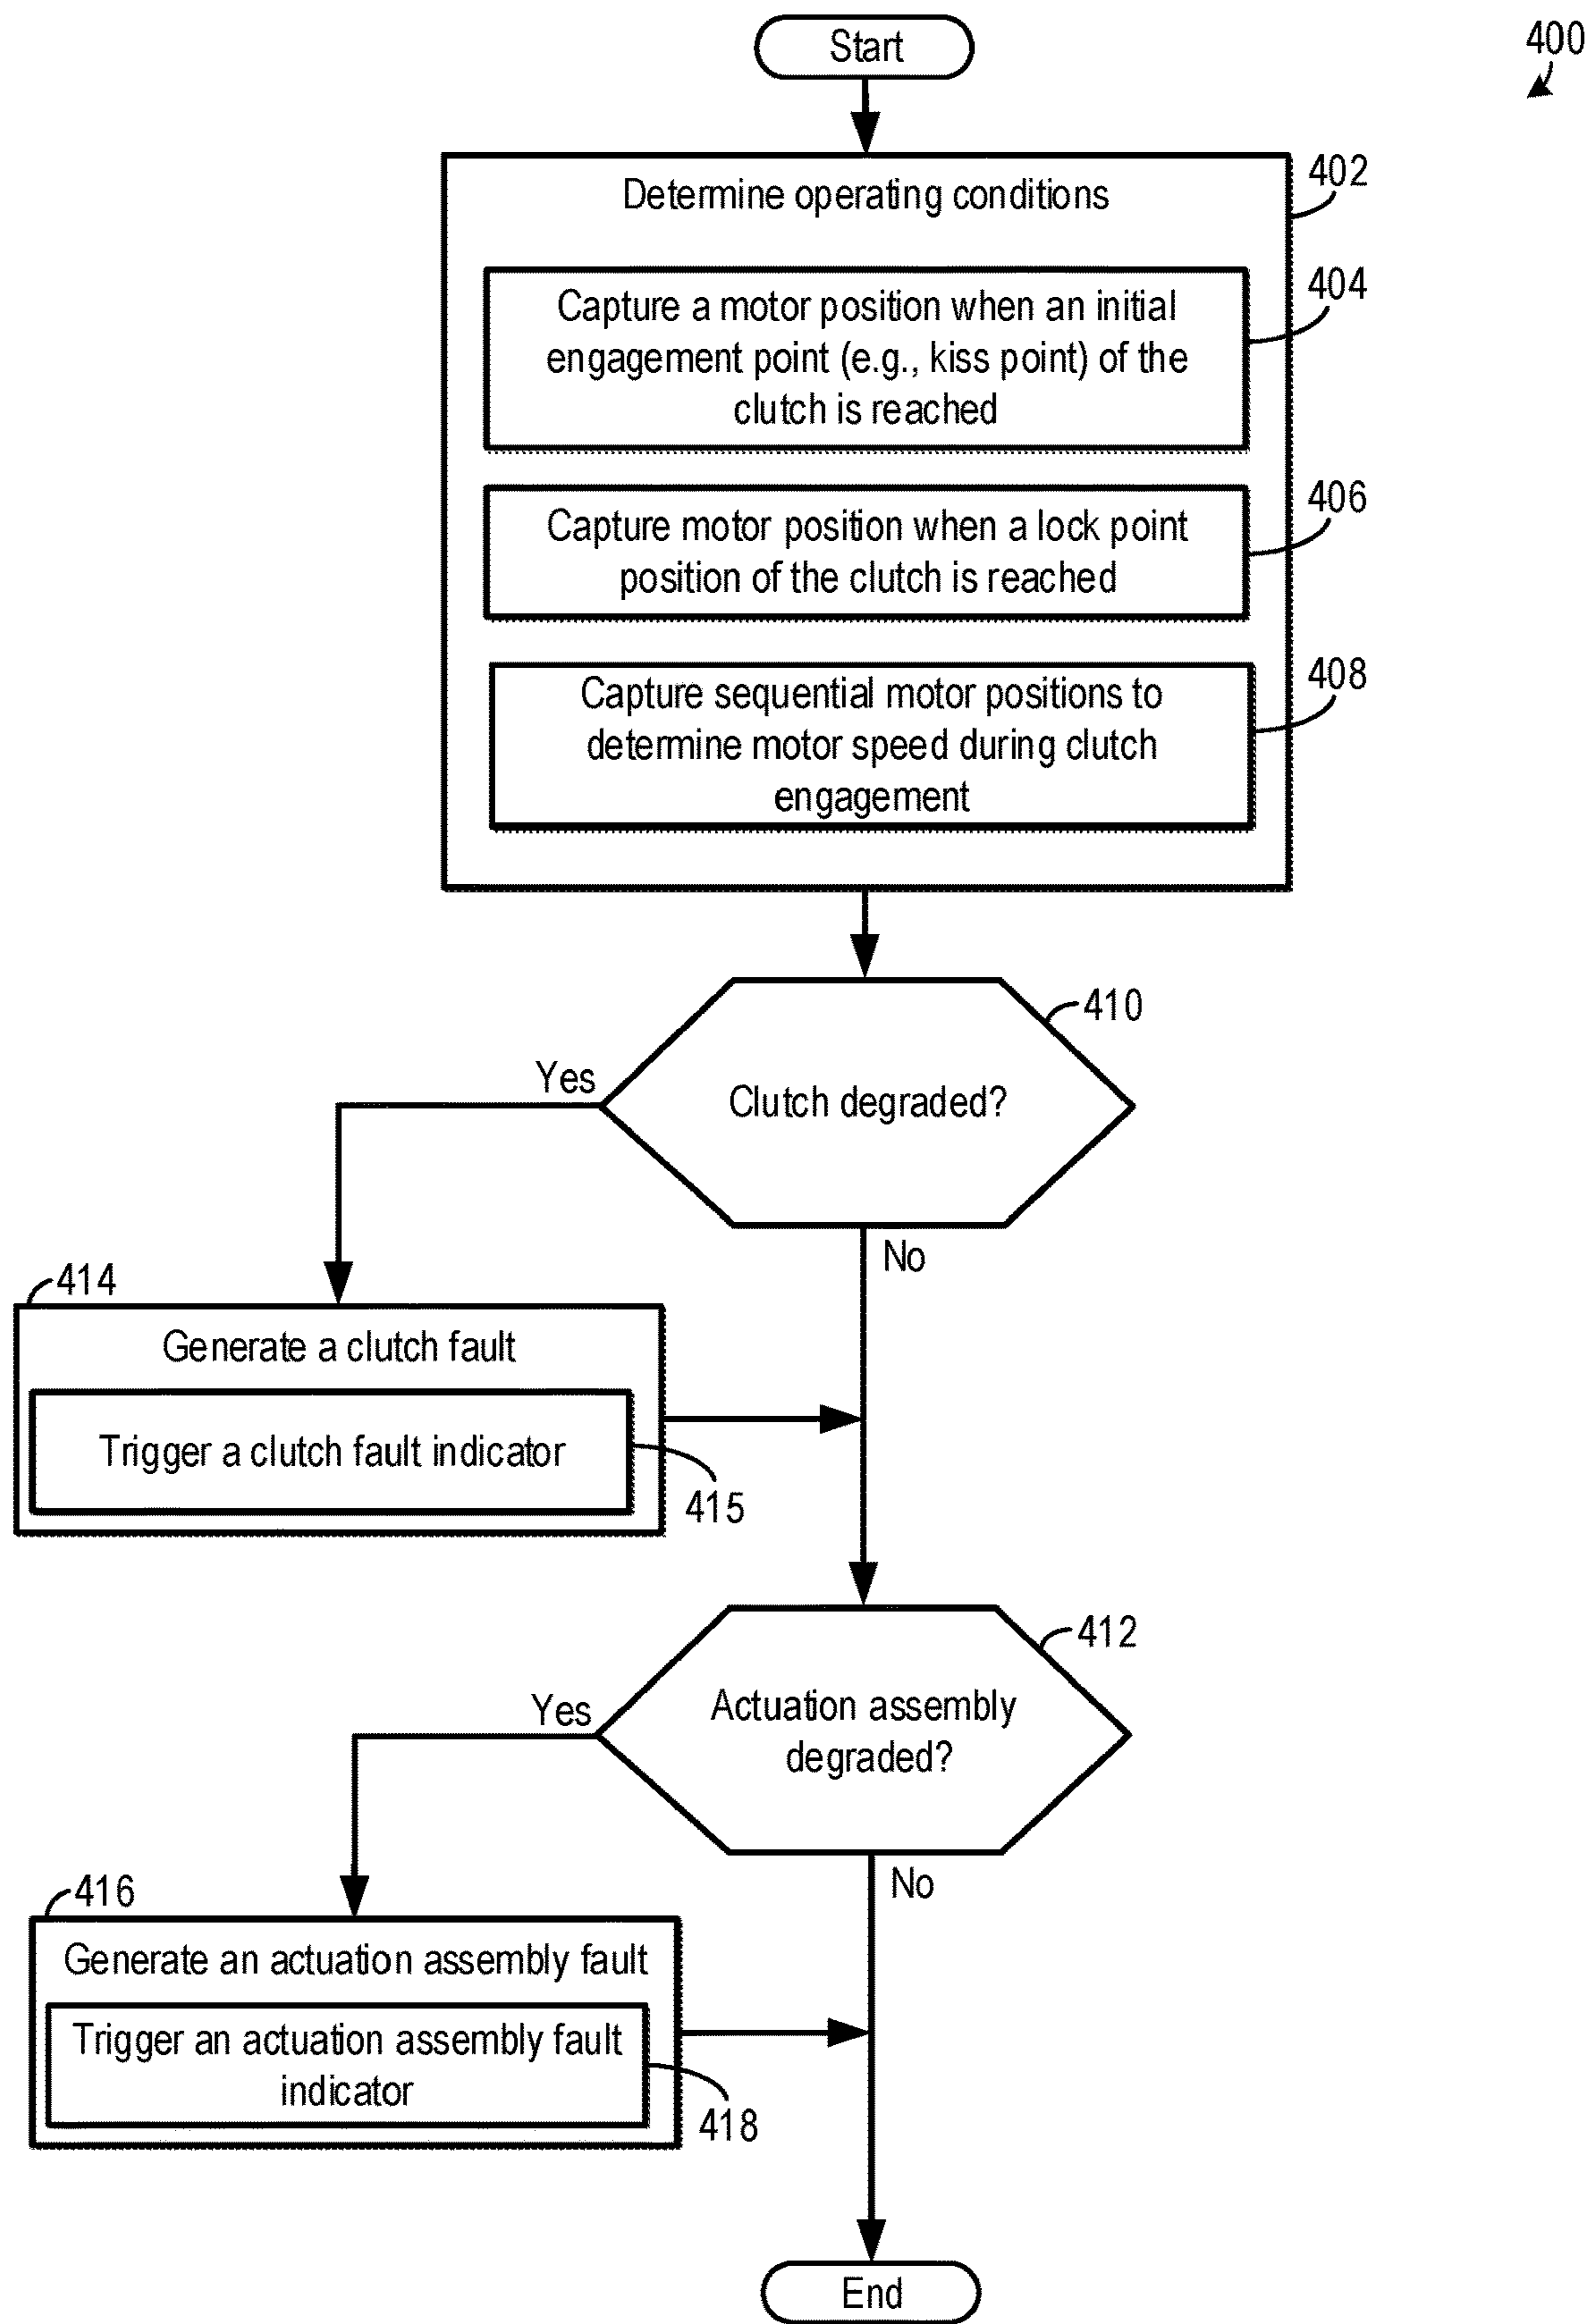 Start
400
402
Determine operating conditions
404
Capture a motor position when an initial
engagement point (e.g., kiss point) of the
clutch is reached
406
Capture motor position when a lock point
position of the clutch is reached
408
Capture sequential motor positions to
determine motor speed during clutch
engagement
410
Yes
Clutch degraded?
No
414
Generate a clutch fault
Trigger a clutch fault indicator
415
412
Yes
Actuation assembly
degraded?
No
416
Generate an actuation assembly fault
Trigger an actuation assembly fault
indicator
418
End